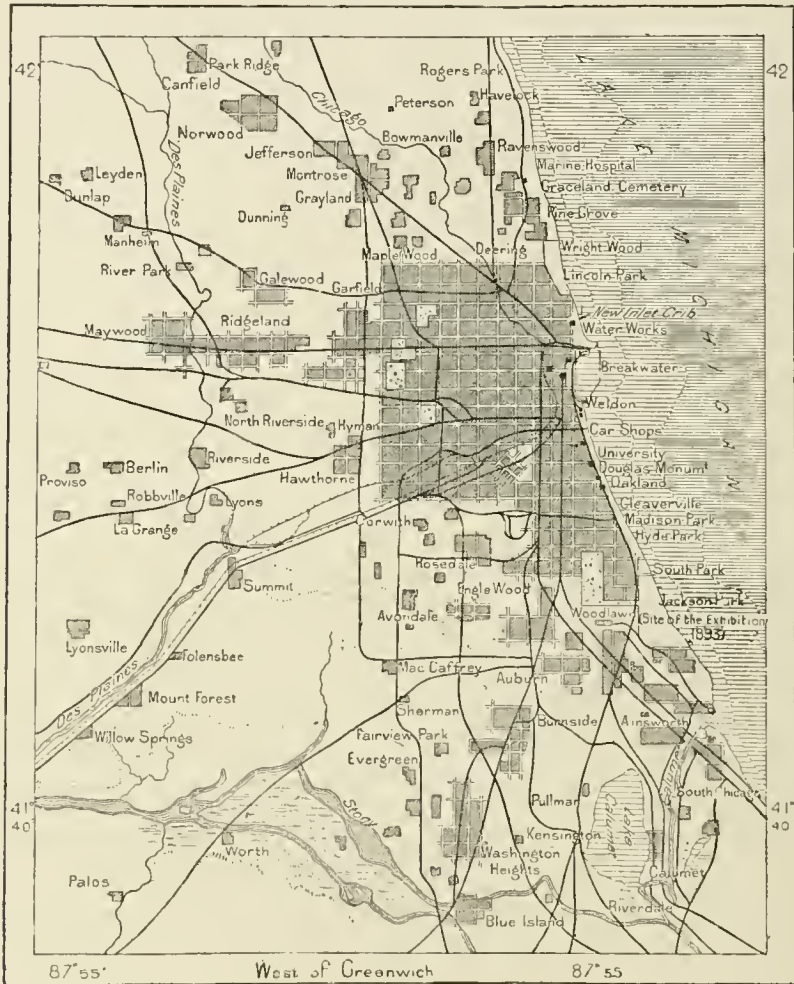 42
42
Park Ridge
Canfield
Rogers Park
Havelock
Peterson
Chicago
Norwood
Bowmanville
Jefferson
Ravenswood
Des Plaines
Montrose
Marine Hospital
Leyden
Graceland Cemetery
Dunlap
Grayland
Dunning
Pine Grove
Manheim
Maple Wood
Deering
Wright Wood
River Park
Galewood
Lincoln Park
Garfield
LAKE MICHIGAN
New Inlet Crib
Maywood
Ridgeland
Water Works
Breakwater
Weldon
North Riverside
Hyman
Car Shops
University
Berlin
Riverside
Douglas Monumt
Proviso
Hawthorne
Oakland
Robbville
Lyons
Gleaverville
La Grange
Corwith
Madison Park
Hyde Park
Rosedale
South Park
Summit
Engle Wood
Jackson Park
Avondale
Woodlawn
(Site of the Exhibition
1893)
Lyonsville
Tolensbee
Mac Caffrey
Des Plaines
Auburn
Mount Forest
Sherman
Burnside
Ainsworth
Willow Springs
Fairview Park
Evergreen
South Chicago
41°
40
41°
40
Pullman
Stony
Lake
Calumet
Kensington
Worth
Washington
Heights
Calumet
Palos
Riverdale
Blue Island
87°55'
West of Greenwich
87°55